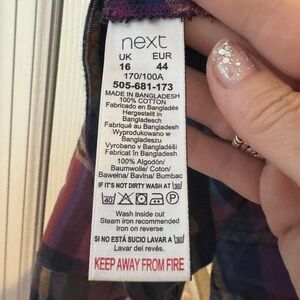 next
UK EUR
16 44
170/100A
505-681-173
MADE IN BANGLADESH
100% COTTON
Fabricado en Bangladés
Hergestellt in
Bangladesch
Fabriqué au Bangladesh
Wyprodukowano w
Bangladeszu
Vyrobeno v Bangladéši
Fabricat în Bangladesh
100% Algodón/
Baumwolle/ Coton/
Bawełna/ Bavlna/ Bumbac
IF IT'S NOT DIRTY WASH AT 30
40
P
Wash inside out
Steam iron recommended
Iron on reverse
SI NO ESTÁ SUCIO LAVAR A 30
Lavar del revés.
KEEP AWAY FROM FIRE